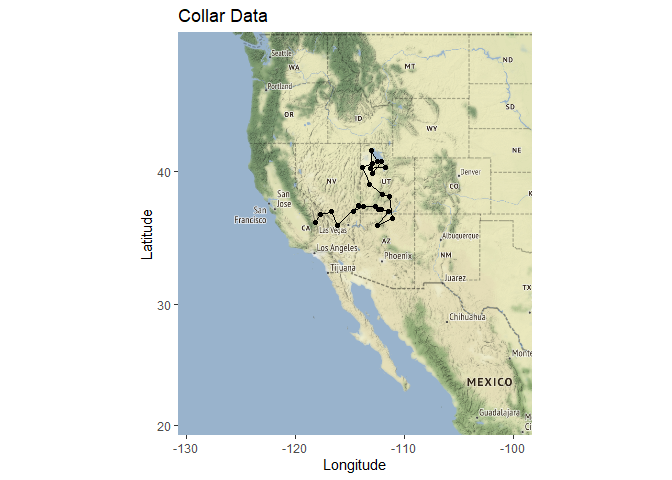 Collar Data
Seattle
WA
MT
ND
Portland
OR
ID
SD
WY
NE
40
NV
UT
Denver
CO
San
Jose
San
Francisco
CA
Las Vegas
Los Angeles
AZ
Albuquerque
NM
Phoenix
Tijuana
Juarez
TX
30
Chihuahua
Monte
MEXICO
Guadalajara
M
Ci
20
-130
-120
-110
-100
Longitude
Latitude